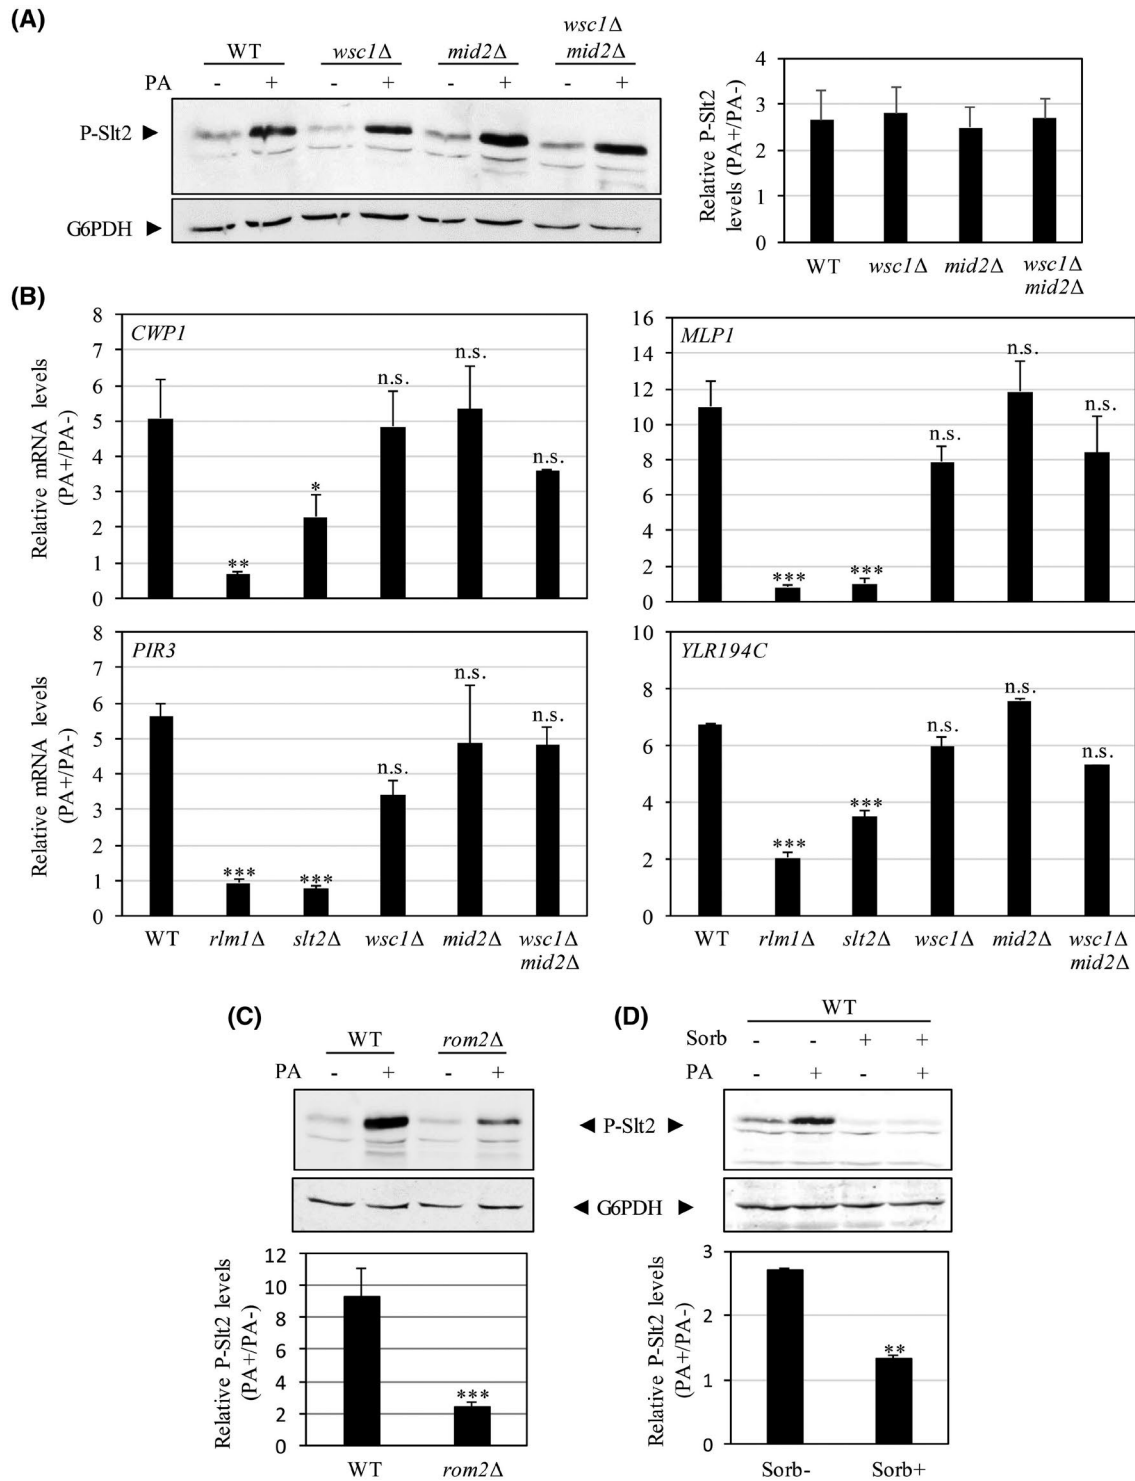 (A)
WT wsc1Δ mid2Δ wsc1Δ
mid2Δ
PA - + - + - + - +
P-Slt2 ►
G6PDH ►
Relative P-Slt2
levels (PA+/PA-)
4
3
2
1
0
WT wsc1Δ mid2Δ wsc1Δ
mid2Δ
(B)
Relative mRNA levels
(PA+/PA-)
8
7
6
5
4
3
2
1
0
CWP1
**
*
n.s.
n.s.
n.s.
16
14
12
10
8
6
4
2
0
MLP1
***
***
n.s.
n.s.
n.s.
Relative mRNA levels
(PA+/PA-)
8
7
6
5
4
3
2
1
0
PIR3
***
***
n.s.
n.s.
n.s.
WT rlm1Δ slt2Δ wsc1Δ mid2Δ wsc1Δ
mid2Δ
10
8
6
4
2
0
YLR194C
***
***
n.s.
n.s.
n.s.
WT rlm1Δ slt2Δ wsc1Δ mid2Δ wsc1Δ
mid2Δ
(C)
WT rom2Δ
PA - + - +
◄ P-Slt2 ►
◄ G6PDH ►
Relative P-Slt2 levels
(PA+/PA-)
12
10
8
6
4
2
0
***
WT rom2Δ
(D)
WT
Sorb - - + +
PA - + - +
Relative P-Slt2 levels
(PA+/PA-)
3
2
1
0
**
Sorb- Sorb+